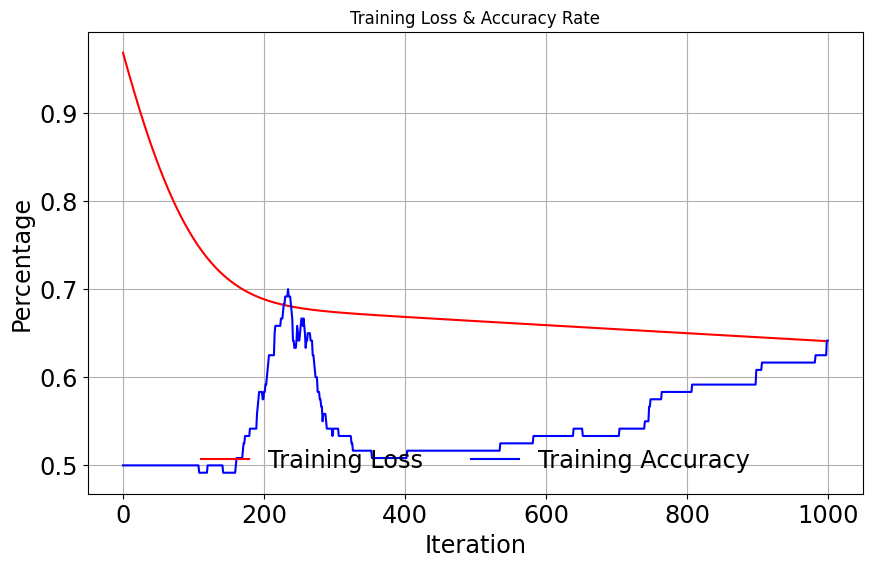 Training Loss & Accuracy Rate
Percentage
0.9
0.8
0.7
0.6
0.5
Training Loss Training Accuracy
0 200 400 600 800 1000
Iteration